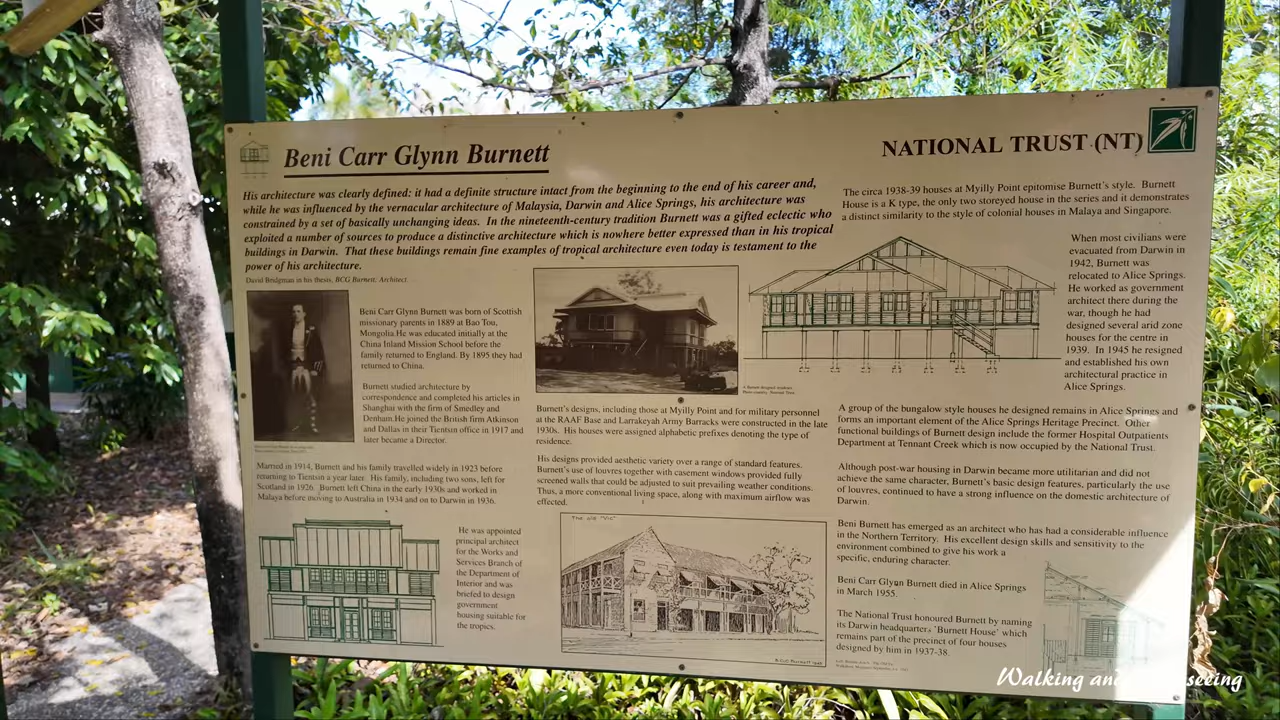 Beni Carr Glynn Burnett
NATIONAL TRUST (NT)
His architecture was clearly defined: it had a definite structure intact from the beginning to the end of his career and,
while he was influenced by the vernacular architecture of Malaysia, Darwin and Alice Springs, his architecture was
constrained by a set of basically unchanging ideas. In the nineteenth-century tradition Burnett was a gifted eclectic who
exploited a number of sources to produce a distinctive architecture which is nowhere better expressed than in his tropical
buildings in Darwin. That these buildings remain fine examples of tropical architecture even today is testament to the
power of his architecture.
David Bridgman in his thesis, BCG Burnett: Architect.
Beni Carr Glynn Burnett was born of Scottish
missionary parents in 1889 at Bao Tou,
Mongolia He was educated initially at the
China Inland Mission School before the
family returned to England. By 1895 they had
returned to China.
Burnett studied architecture by
correspondence and completed his articles in
Shanghai with the firm of Smedley and
Denham He joined the British firm Atkinson
and Dallas in their Tientsin office in 1917 and
later became a Director.
Married in 1914, Burnett and his family travelled widely in 1923 before
returning to Tientsin a year later. His family, including two sons, left for
Scotland in 1926. Burnett left China in the early 1930s and worked in
Malaya before moving to Australia in 1934 and on to Darwin in 1936.
He was appointed
principal architect
for the Works and
Services Branch of
the Department of
Interior and was
briefed to design
government
housing suitable for
the tropics.
Burnett's designs, including those at Myilly Point and for military personnel
at the RAAF Base and Larrakeyah Army Barracks were constructed in the late
1930s. His houses were assigned alphabetic prefixes denoting the type of
residence.
His designs provided aesthetic variety over a range of standard features.
Burnett's use of louvres together with casement windows provided fully
screened walls that could be adjusted to suit prevailing weather conditions.
Thus, a more conventional living space, along with maximum airflow was
effected.
The old "Vic"
The circa 1938-39 houses at Myilly Point epitomise Burnett's style. Burnett
House is a K type, the only two storeyed house in the series and it demonstrates
a distinct similarity to the style of colonial houses in Malaya and Singapore.
When most civilians were
evacuated from Darwin in
1942, Burnett was
relocated to Alice Springs.
He worked as government
architect there during the
war, though he had
designed several arid zone
houses for the centre in
1939. In 1945 he resigned
and established his own
architectural practice in
Alice Springs.
A group of the bungalow style houses he designed remains in Alice Springs and
forms an important element of the Alice Springs Heritage Precinct. Other
functional buildings of Burnett design include the former Hospital Outpatients
Department at Tennant Creek which is now occupied by the National Trust.
Although post-war housing in Darwin became more utilitarian and did not
achieve the same character, Burnett's basic design features, particularly the use
of louvres, continued to have a strong influence on the domestic architecture of
Darwin.
Beni Burnett has emerged as an architect who has had a considerable influence
in the Northern Territory. His excellent design skills and sensitivity to the
environment combined to give his work a
specific, enduring character.
Beni Carr Glynn Burnett died in Alice Springs
in March 1955.
The National Trust honoured Burnett by naming
its Darwin headquarters 'Burnett House' which
remains part of the precinct of four houses
designed by him in 1937-38.
Walking and seeing